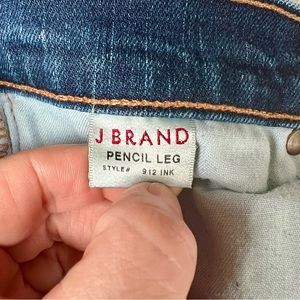 J BRAND
PENCIL LEG
STYLE# 912 INK